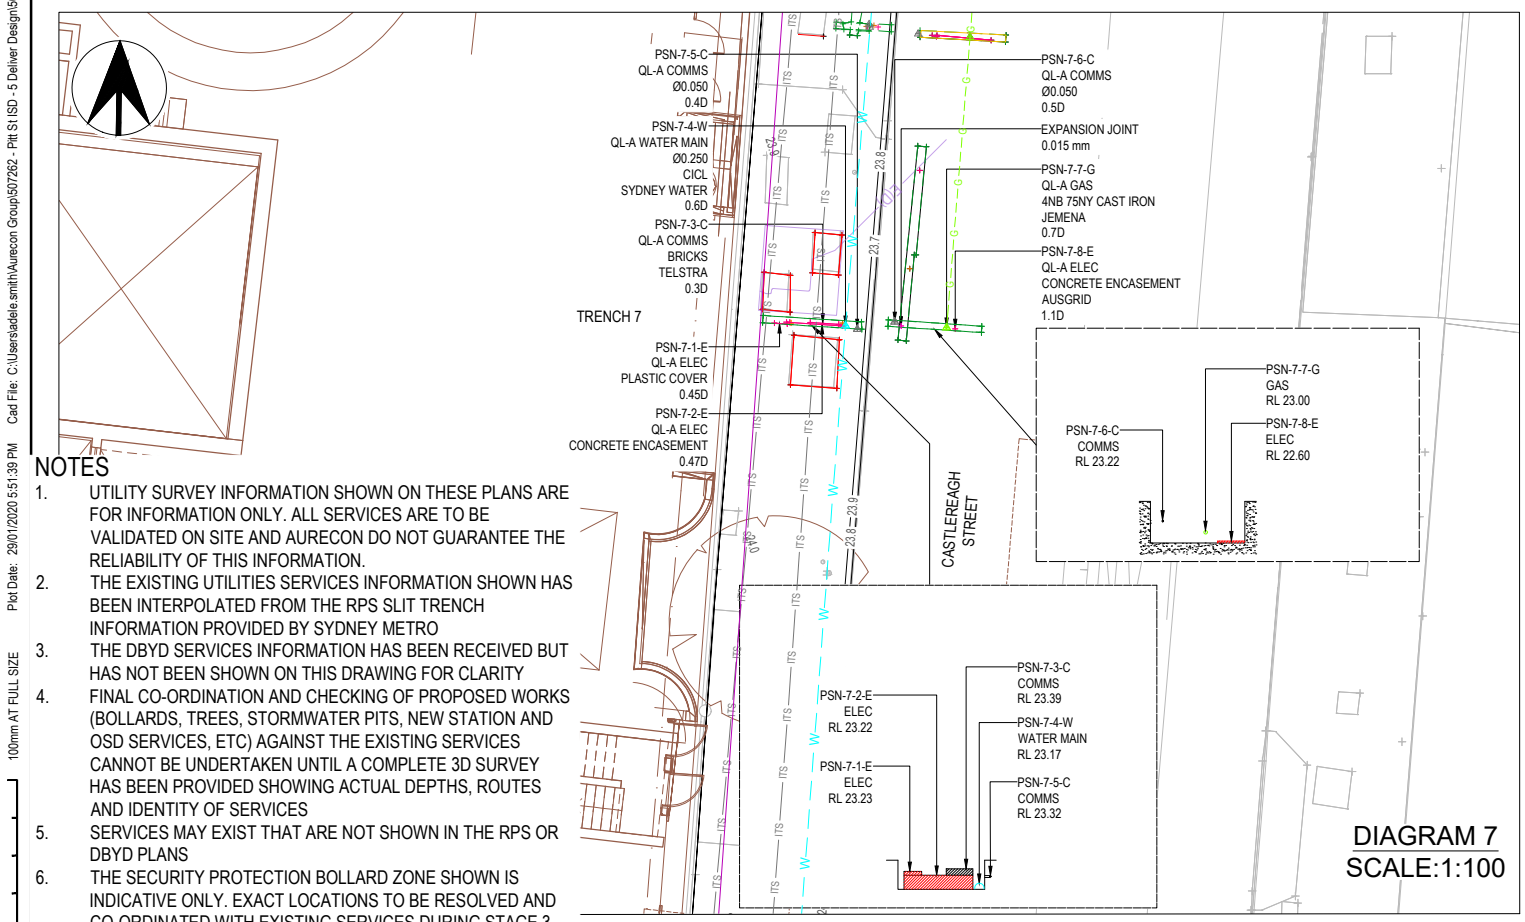 Plot Date: 29/01/2020 5:51:39 PM Cad File: C:\Users\adele.smith\Aurecon Group\507262 - Pitt St ISD - 5 Deliver Design\
100mm AT FULL SIZE
PSN-7-5-C
QL-A COMMS
Ø0.050
0.4D
PSN-7-4-W
QL-A WATER MAIN
Ø0.250
CICL
SYDNEY WATER
0.6D
PSN-7-3-C
QL-A COMMS
BRICKS
TELSTRA
0.3D
TRENCH 7
PSN-7-1-E
QL-A ELEC
PLASTIC COVER
0.45D
PSN-7-2-E
QL-A ELEC
CONCRETE ENCASEMENT
0.47D
PSN-7-6-C
QL-A COMMS
Ø0.050
0.5D
EXPANSION JOINT
0.015 mm
PSN-7-7-G
QL-A GAS
4NB 75NY CAST IRON
JEMENA
0.7D
PSN-7-8-E
QL-A ELEC
CONCRETE ENCASEMENT
AUSGRID
1.1D
23.8
23.7
23.8
23.9
CASTLEREAGH
STREET
PSN-7-7-G
GAS
RL 23.00
PSN-7-6-C
COMMS
RL 23.22
PSN-7-8-E
ELEC
RL 22.60
PSN-7-3-C
COMMS
RL 23.39
PSN-7-2-E
ELEC
RL 23.22
PSN-7-4-W
WATER MAIN
RL 23.17
PSN-7-1-E
ELEC
RL 23.23
PSN-7-5-C
COMMS
RL 23.32
NOTES
1. UTILITY SURVEY INFORMATION SHOWN ON THESE PLANS ARE
FOR INFORMATION ONLY. ALL SERVICES ARE TO BE
VALIDATED ON SITE AND AURECON DO NOT GUARANTEE THE
RELIABILITY OF THIS INFORMATION.
2. THE EXISTING UTILITIES SERVICES INFORMATION SHOWN HAS
BEEN INTERPOLATED FROM THE RPS SLIT TRENCH
INFORMATION PROVIDED BY SYDNEY METRO
3. THE DBYD SERVICES INFORMATION HAS BEEN RECEIVED BUT
HAS NOT BEEN SHOWN ON THIS DRAWING FOR CLARITY
4. FINAL CO-ORDINATION AND CHECKING OF PROPOSED WORKS
(BOLLARDS, TREES, STORMWATER PITS, NEW STATION AND
OSD SERVICES, ETC) AGAINST THE EXISTING SERVICES
CANNOT BE UNDERTAKEN UNTIL A COMPLETE 3D SURVEY
HAS BEEN PROVIDED SHOWING ACTUAL DEPTHS, ROUTES
AND IDENTITY OF SERVICES
5. SERVICES MAY EXIST THAT ARE NOT SHOWN IN THE RPS OR
DBYD PLANS
6. THE SECURITY PROTECTION BOLLARD ZONE SHOWN IS
INDICATIVE ONLY. EXACT LOCATIONS TO BE RESOLVED AND
CO-ORDINATED WITH EXISTING SERVICES DURING STAGE 3
DIAGRAM 7
SCALE:1:100